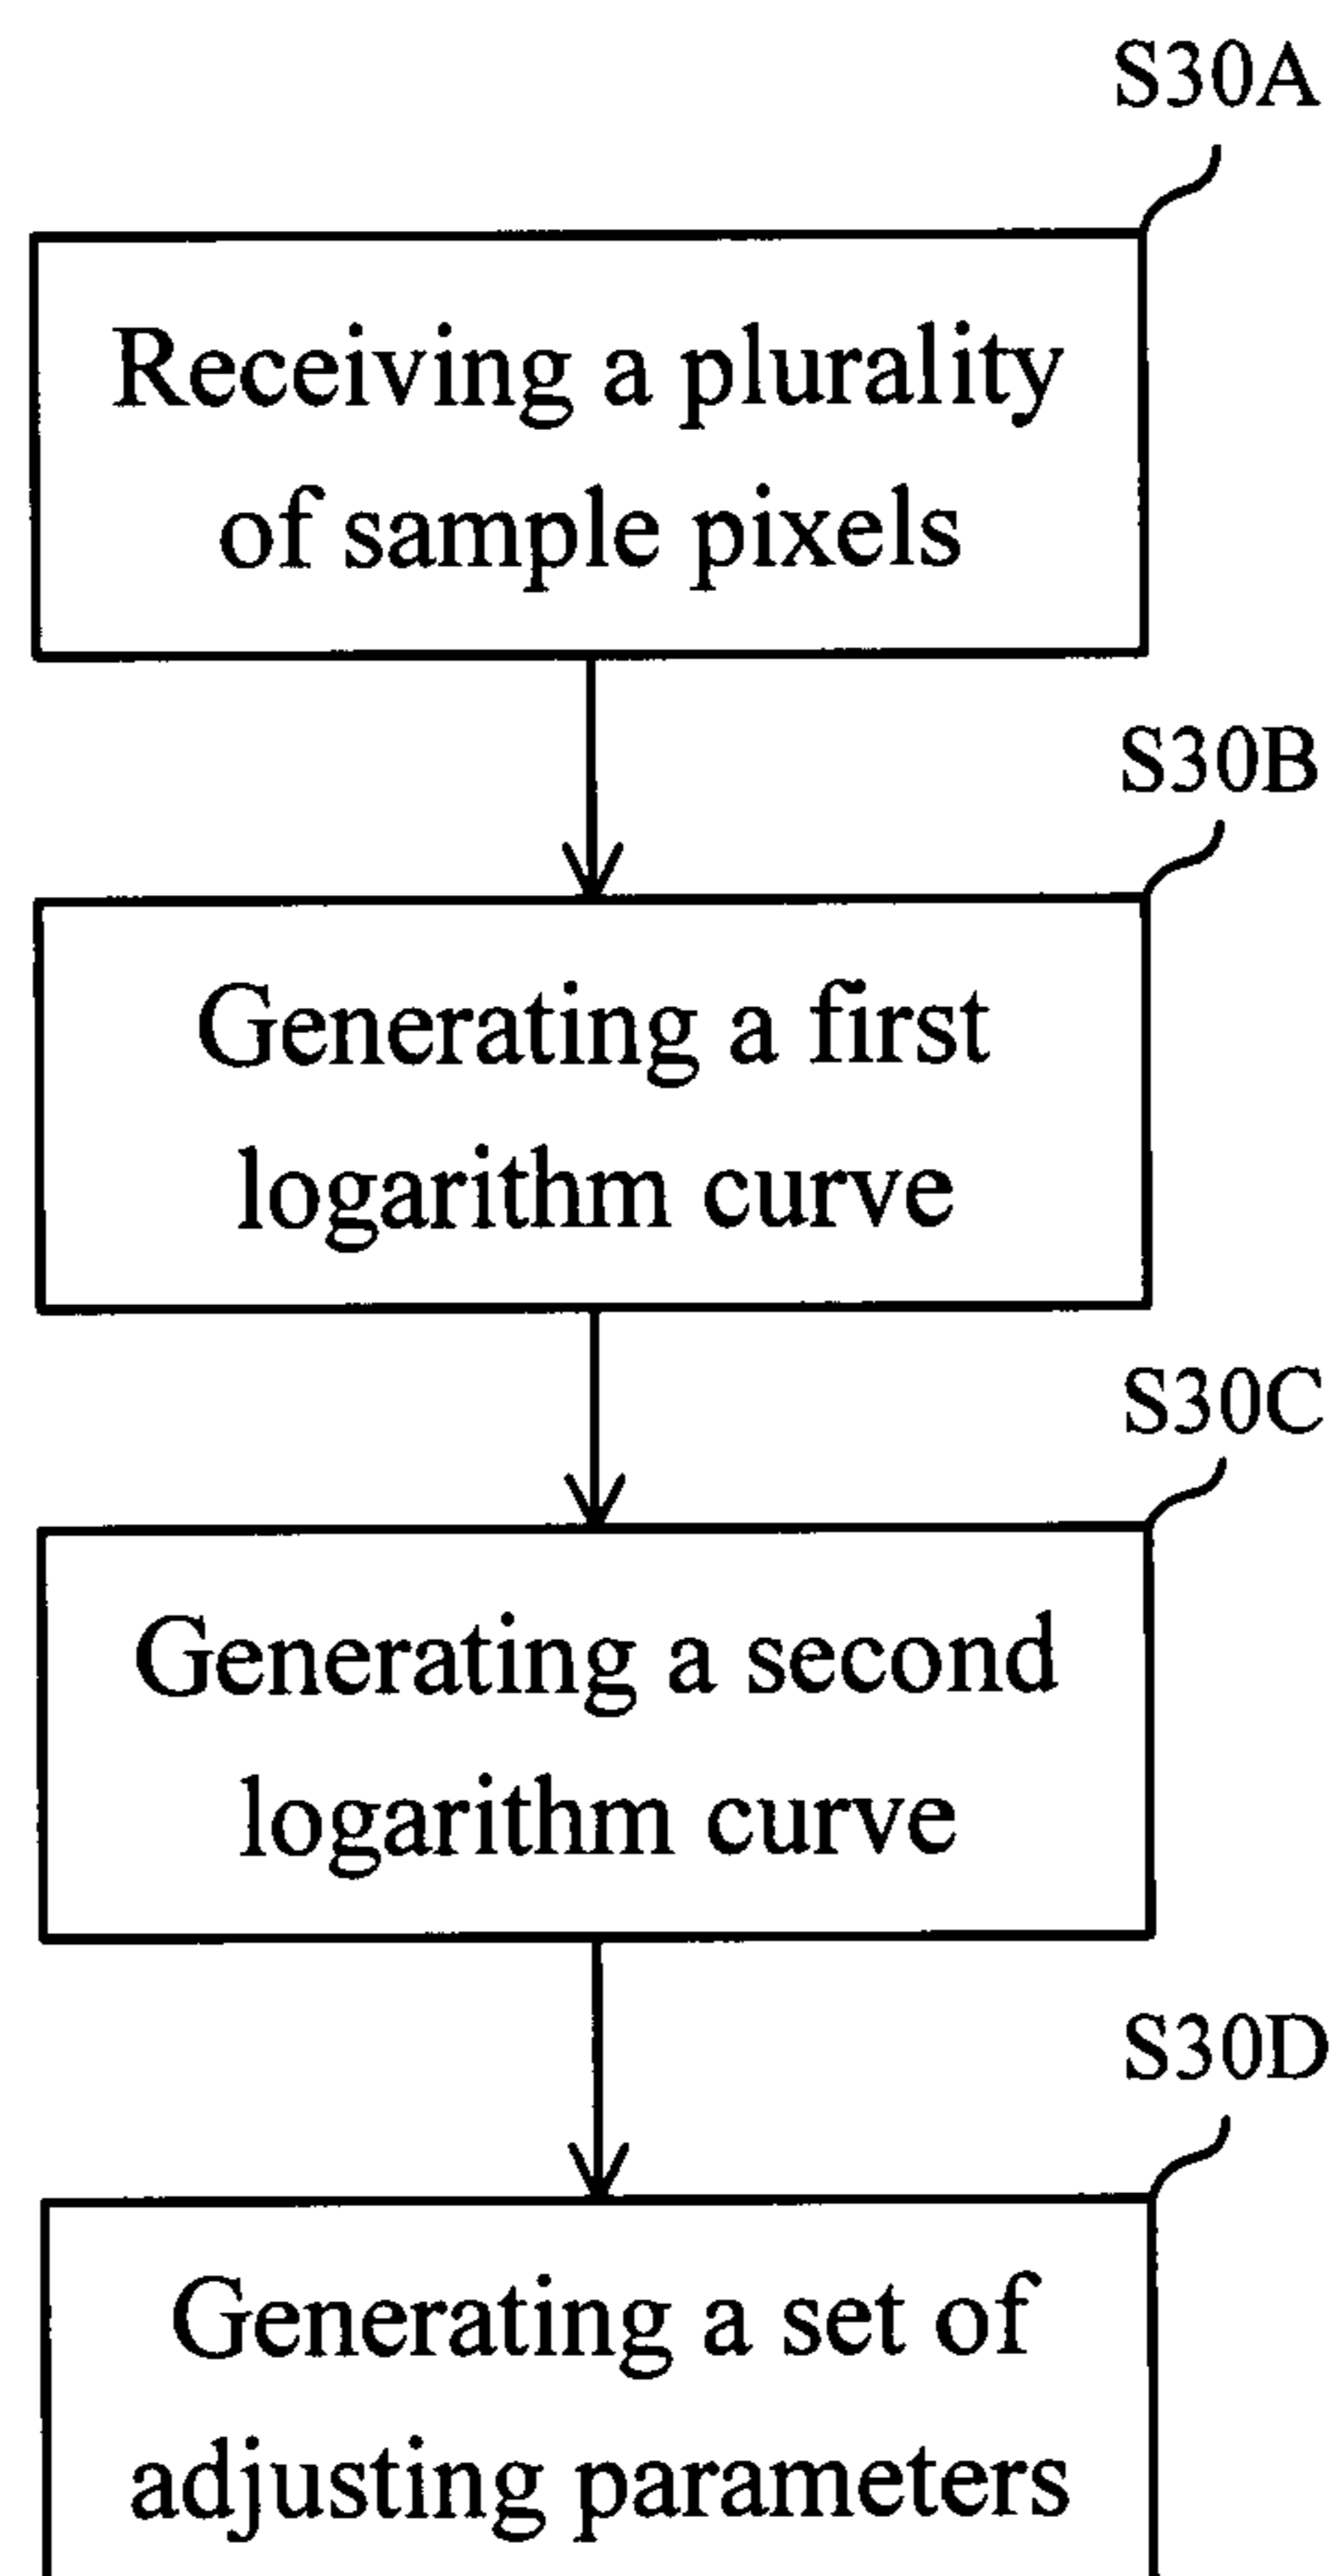 S30A
Receiving a plurality
of sample pixels
S30B
Generating a first
logarithm curve
S30C
Generating a second
logarithm curve
S30D
Generating a set of
adjusting parameters